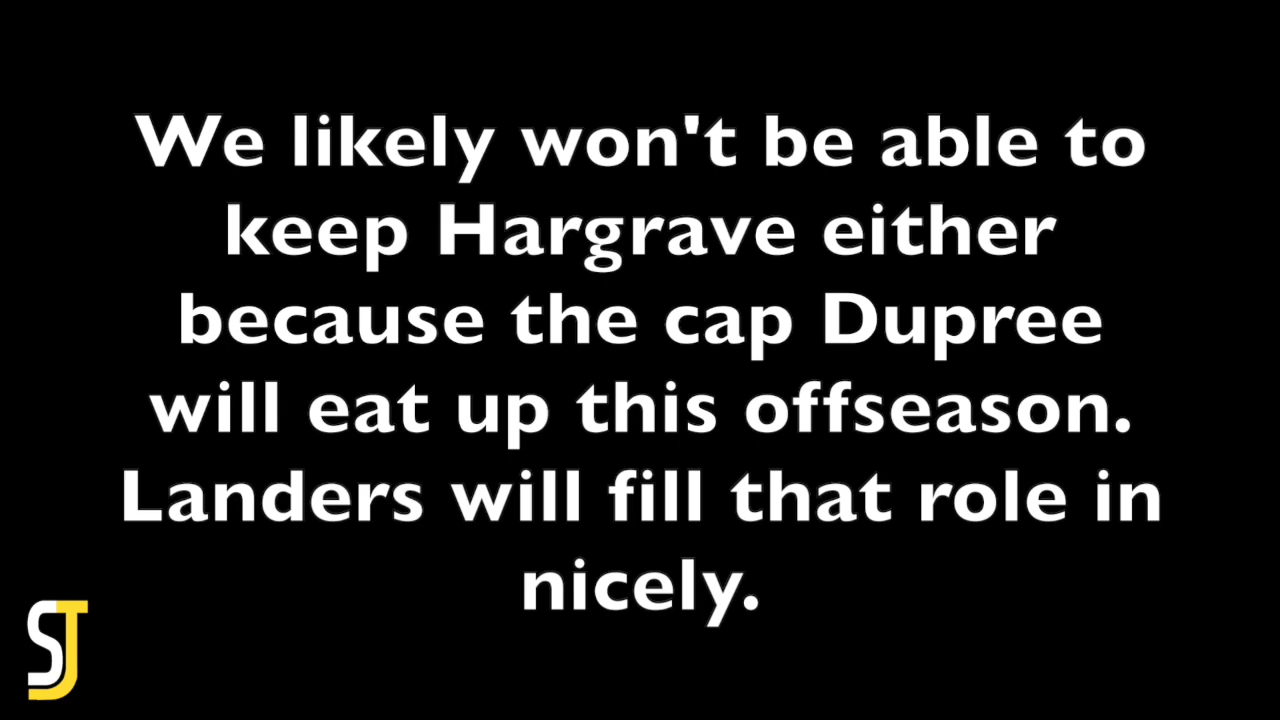 We likely won't be able to
keep Hargrave either
because the cap Dupree
will eat up this offseason.
Landers will fill that role in
nicely.
SJ